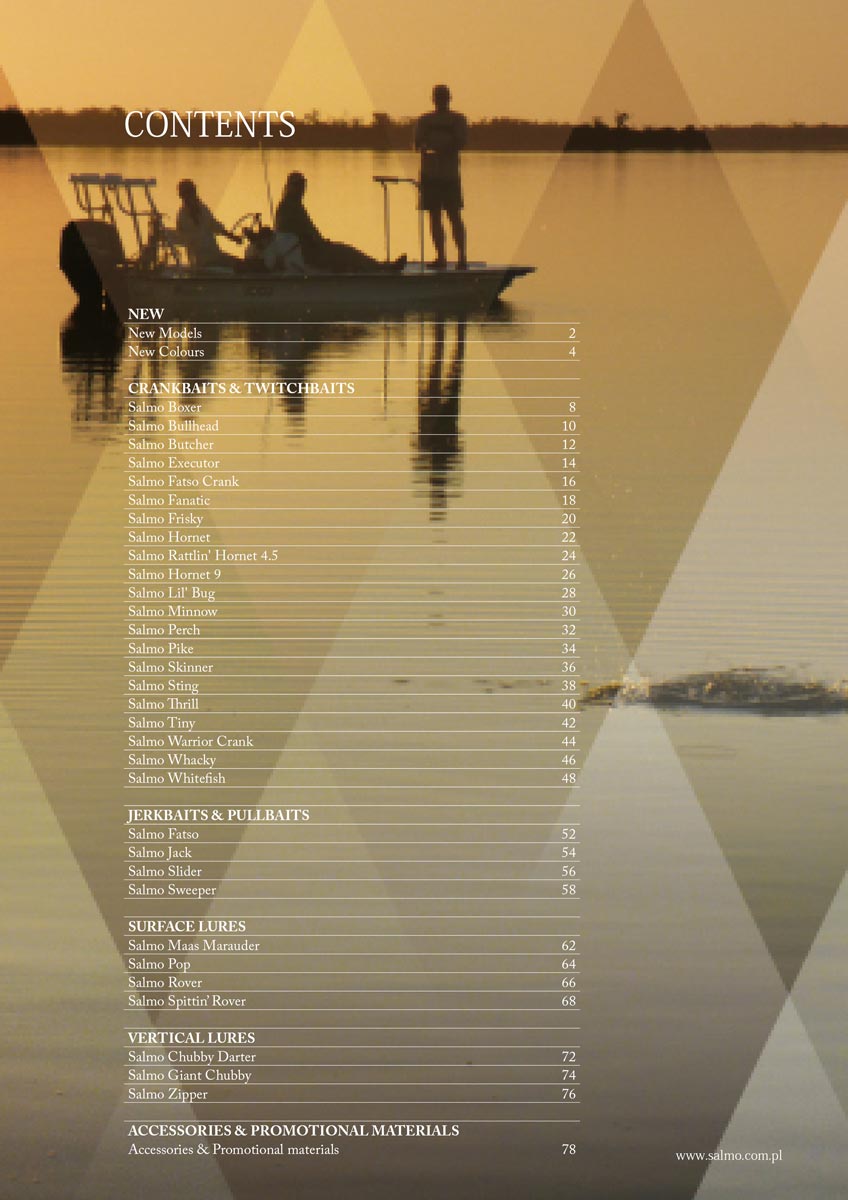 CONTENTS
NEW
New Models 2
New Colours 4
CRANKBAITS & TWITCHBAITS
Salmo Boxer 8
Salmo Bullhead 10
Salmo Butcher 12
Salmo Executor 14
Salmo Fatso Crank 16
Salmo Fanatic 18
Salmo Frisky 20
Salmo Hornet 22
Salmo Rattlin' Hornet 4.5 24
Salmo Hornet 9 26
Salmo Lil' Bug 28
Salmo Minnow 30
Salmo Perch 32
Salmo Pike 34
Salmo Skinner 36
Salmo Sting 38
Salmo Thrill 40
Salmo Tiny 42
Salmo Warrior Crank 44
Salmo Whacky 46
Salmo Whitefish 48
JERKBAITS & PULLBAITS
Salmo Fatso 52
Salmo Jack 54
Salmo Slider 56
Salmo Sweeper 58
SURFACE LURES
Salmo Maas Marauder 62
Salmo Pop 64
Salmo Rover 66
Salmo Spittin' Rover 68
VERTICAL LURES
Salmo Chubby Darter 72
Salmo Giant Chubby 74
Salmo Zipper 76
ACCESSORIES & PROMOTIONAL MATERIALS
Accessories & Promotional materials 78
www.salmo.com.pl